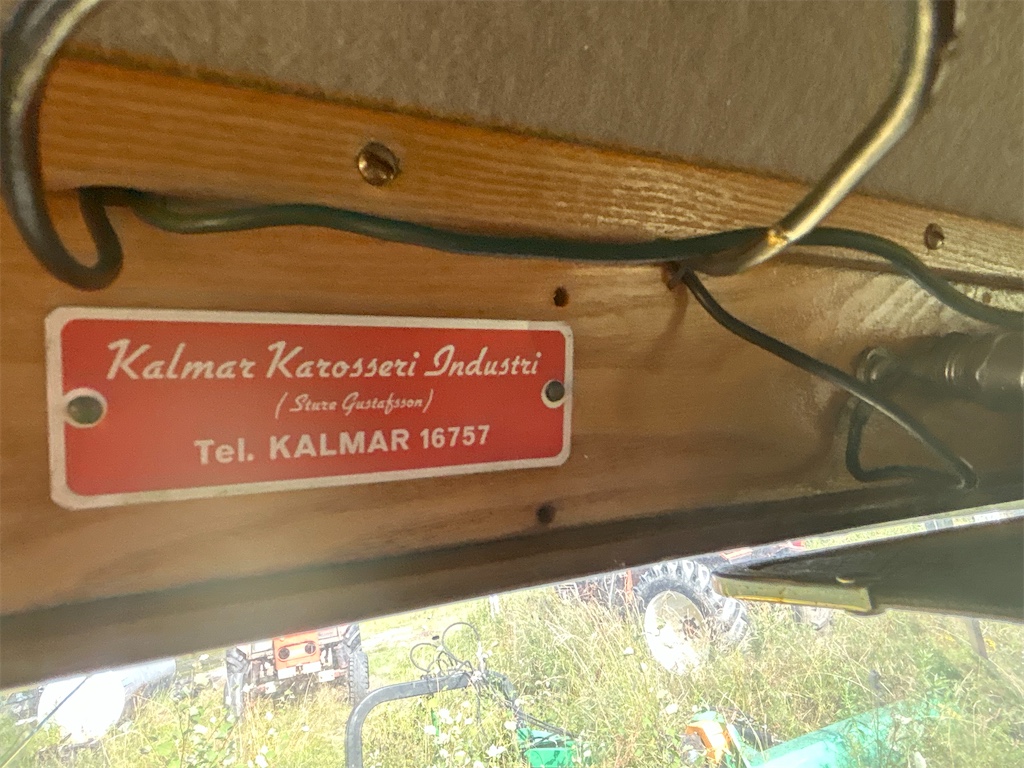 Kalmar Karosseri Industri
(Sture Gustafsson)
Tel. KALMAR 16757